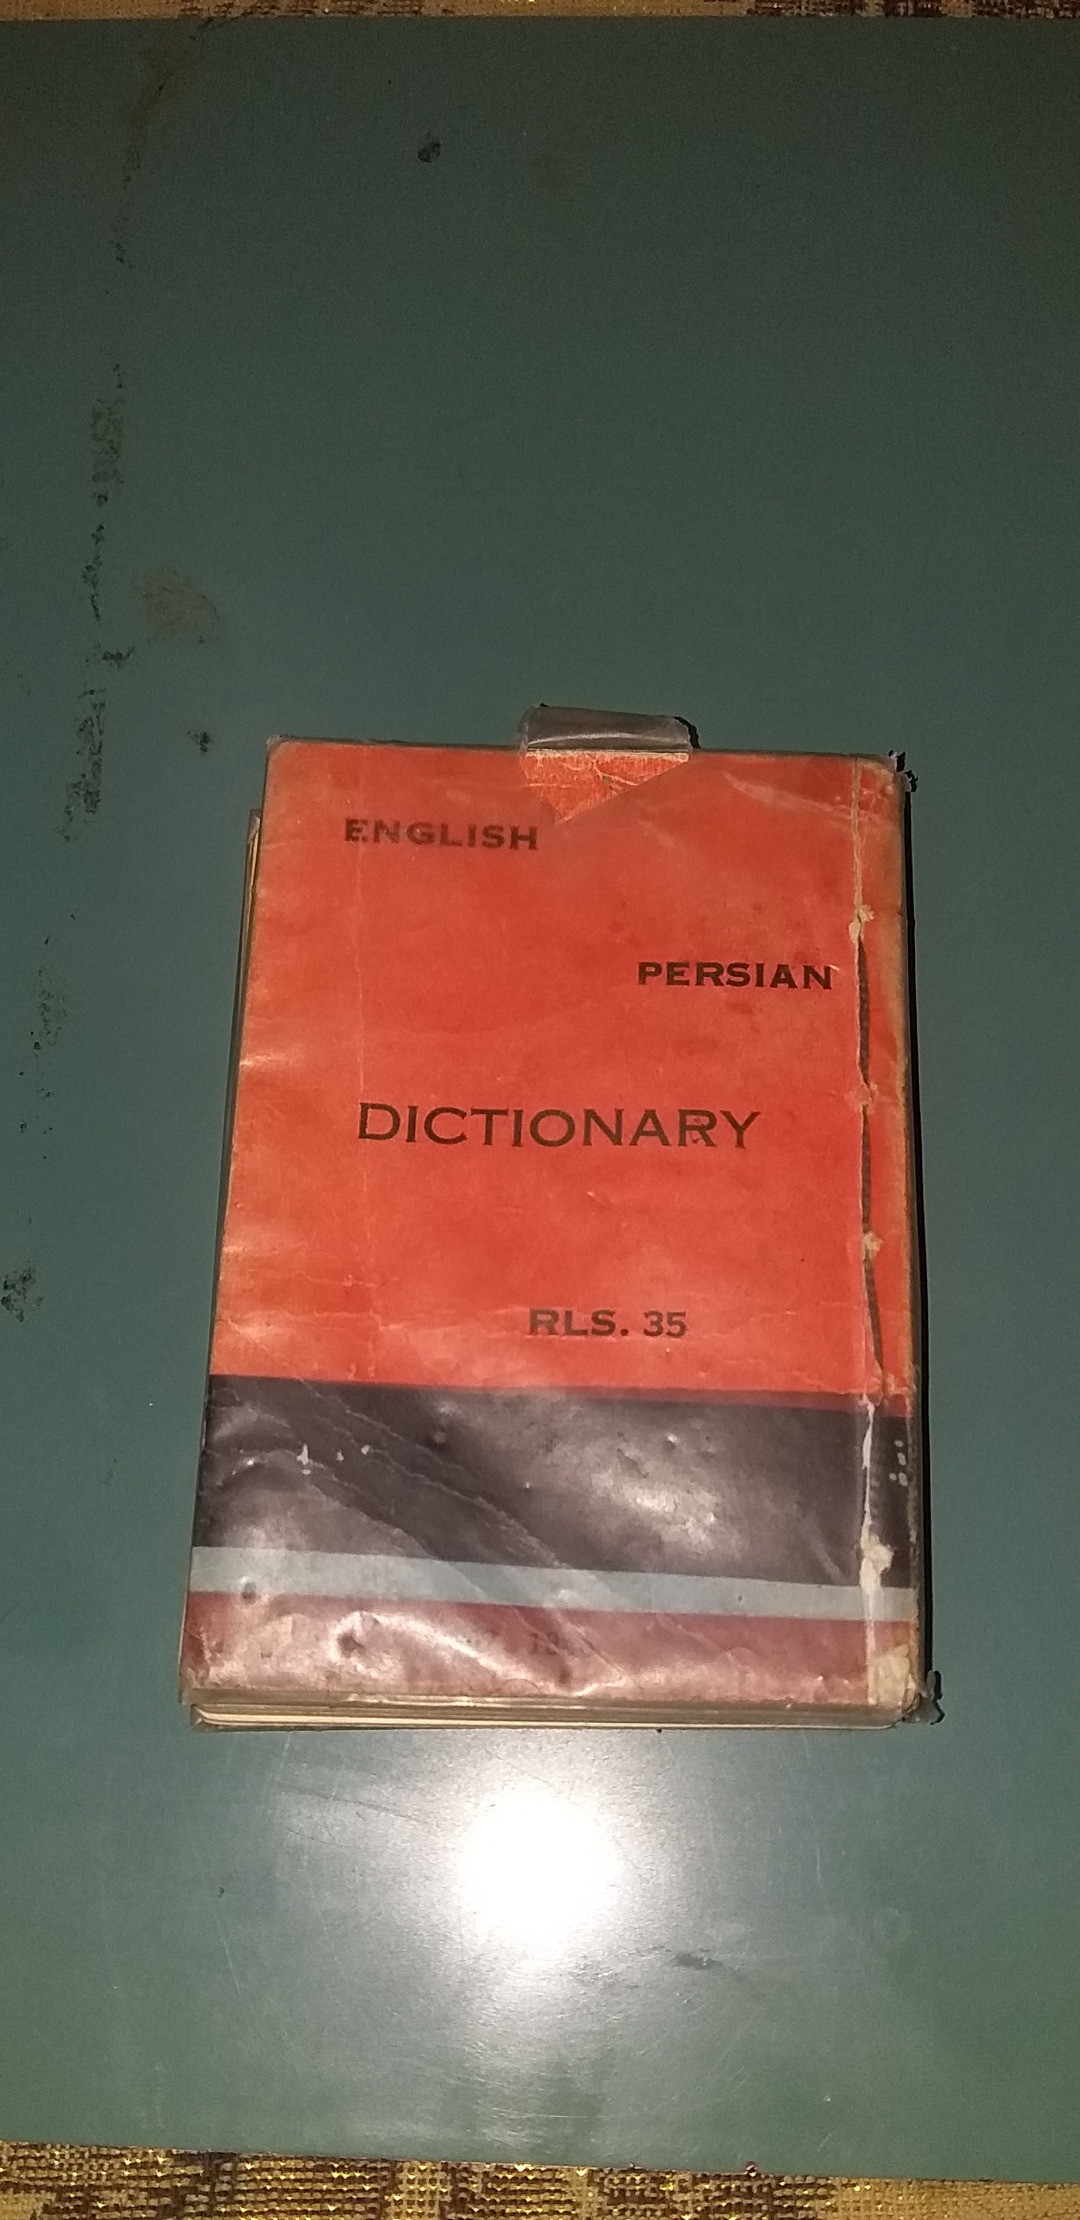 ENGLISH
PERSIAN
DICTIONARY
RLS. 35